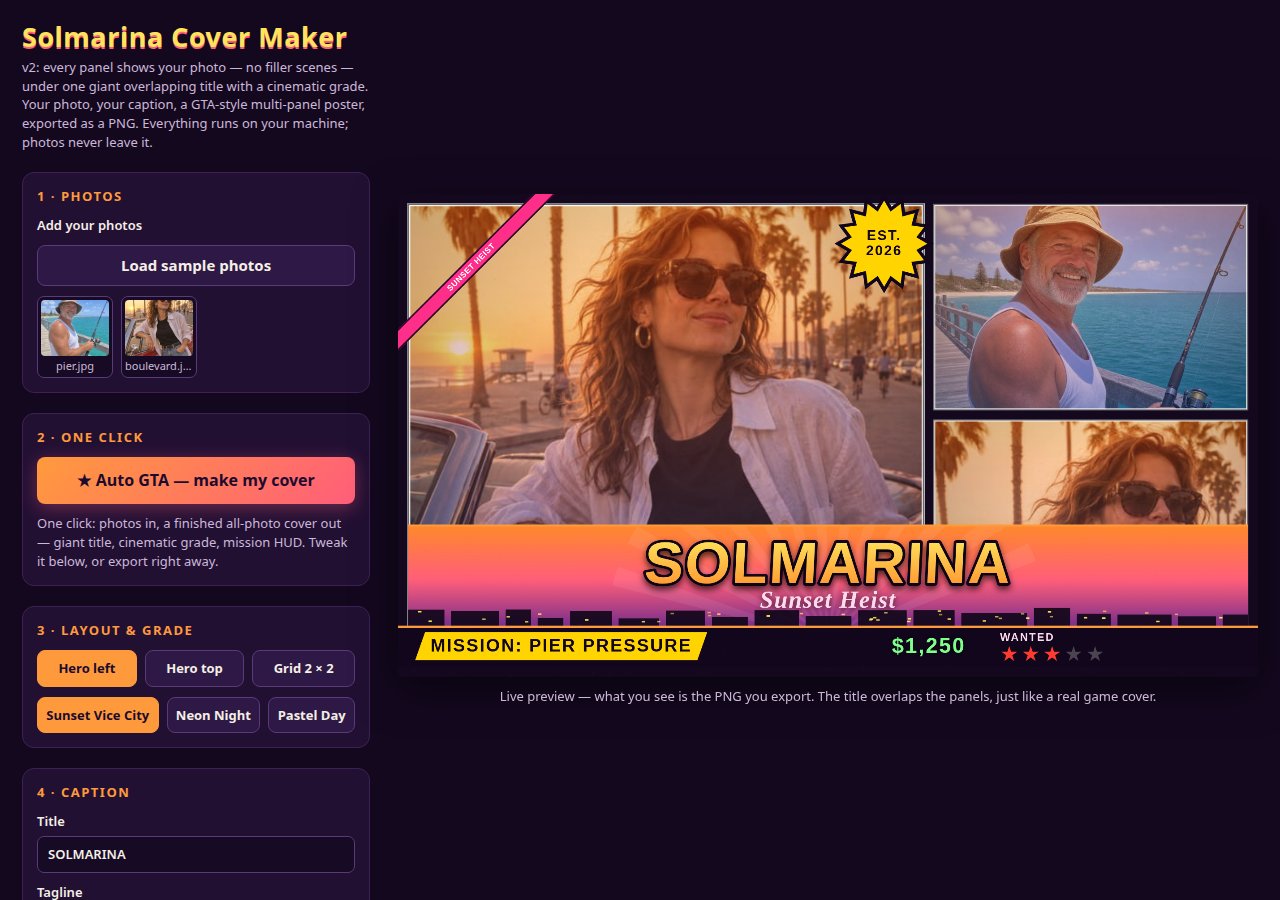 Solmarina Cover Maker
v2: every panel shows your photo — no filler scenes —
under one giant overlapping title with a cinematic grade.
Your photo, your caption, a GTA-style multi-panel poster,
exported as a PNG. Everything runs on your machine;
photos never leave it.
1 · PHOTOS
Add your photos
Load sample photos
pier.jpg
boulevard.j...
2 · ONE CLICK
★ Auto GTA — make my cover
One click: photos in, a finished all-photo cover out
— giant title, cinematic grade, mission HUD. Tweak
it below, or export right away.
3 · LAYOUT & GRADE
Hero left
Hero top
Grid 2 × 2
Sunset Vice City
Neon Night
Pastel Day
4 · CAPTION
Title
SOLMARINA
Tagline
SUNSET HEIST
EST.
2026
SOLMARINA
Sunset Heist
MISSION: PIER PRESSURE
$1,250
WANTED
★★★★★
Live preview — what you see is the PNG you export. The title overlaps the panels, just like a real game cover.